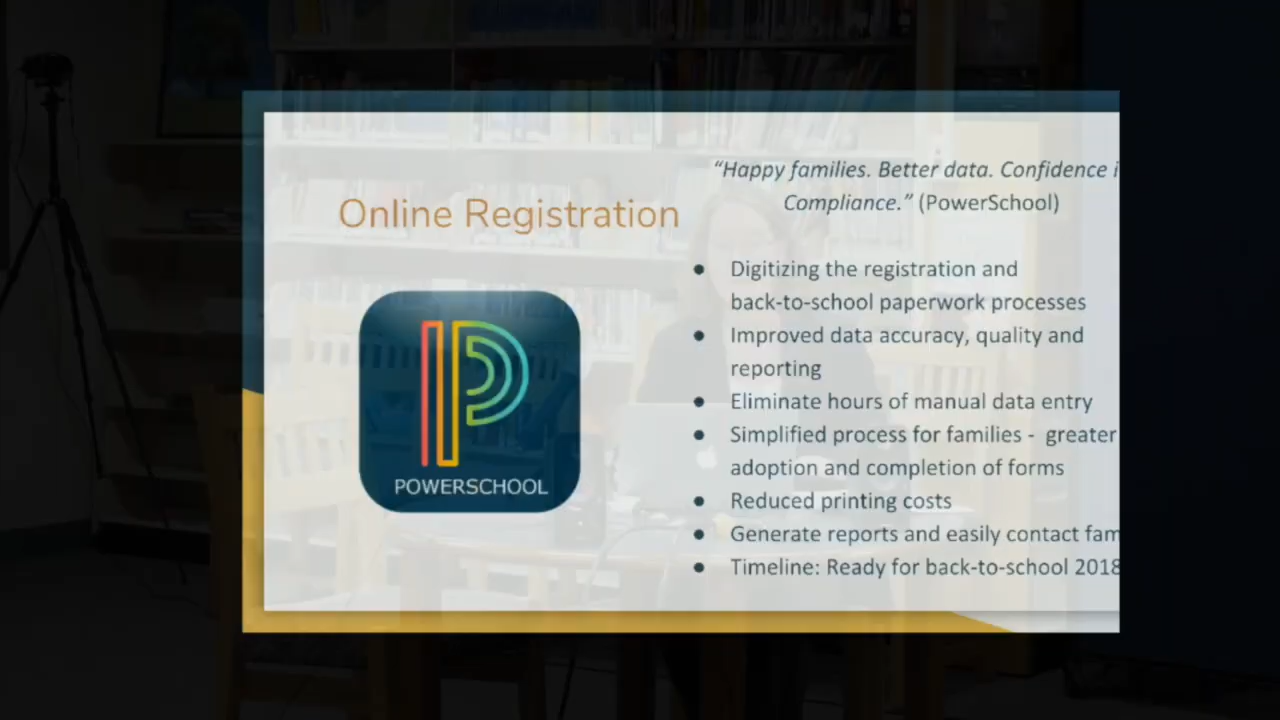 “Happy families. Better data. Confidence i
Compliance.” (PowerSchool)
Online Registration
● Digitizing the registration and
back-to-school paperwork processes
● Improved data accuracy, quality and
reporting
● Eliminate hours of manual data entry
● Simplified process for families - greater
adoption and completion of forms
● Reduced printing costs
● Generate reports and easily contact fam
● Timeline: Ready for back-to-school 2018
POWERSCHOOL